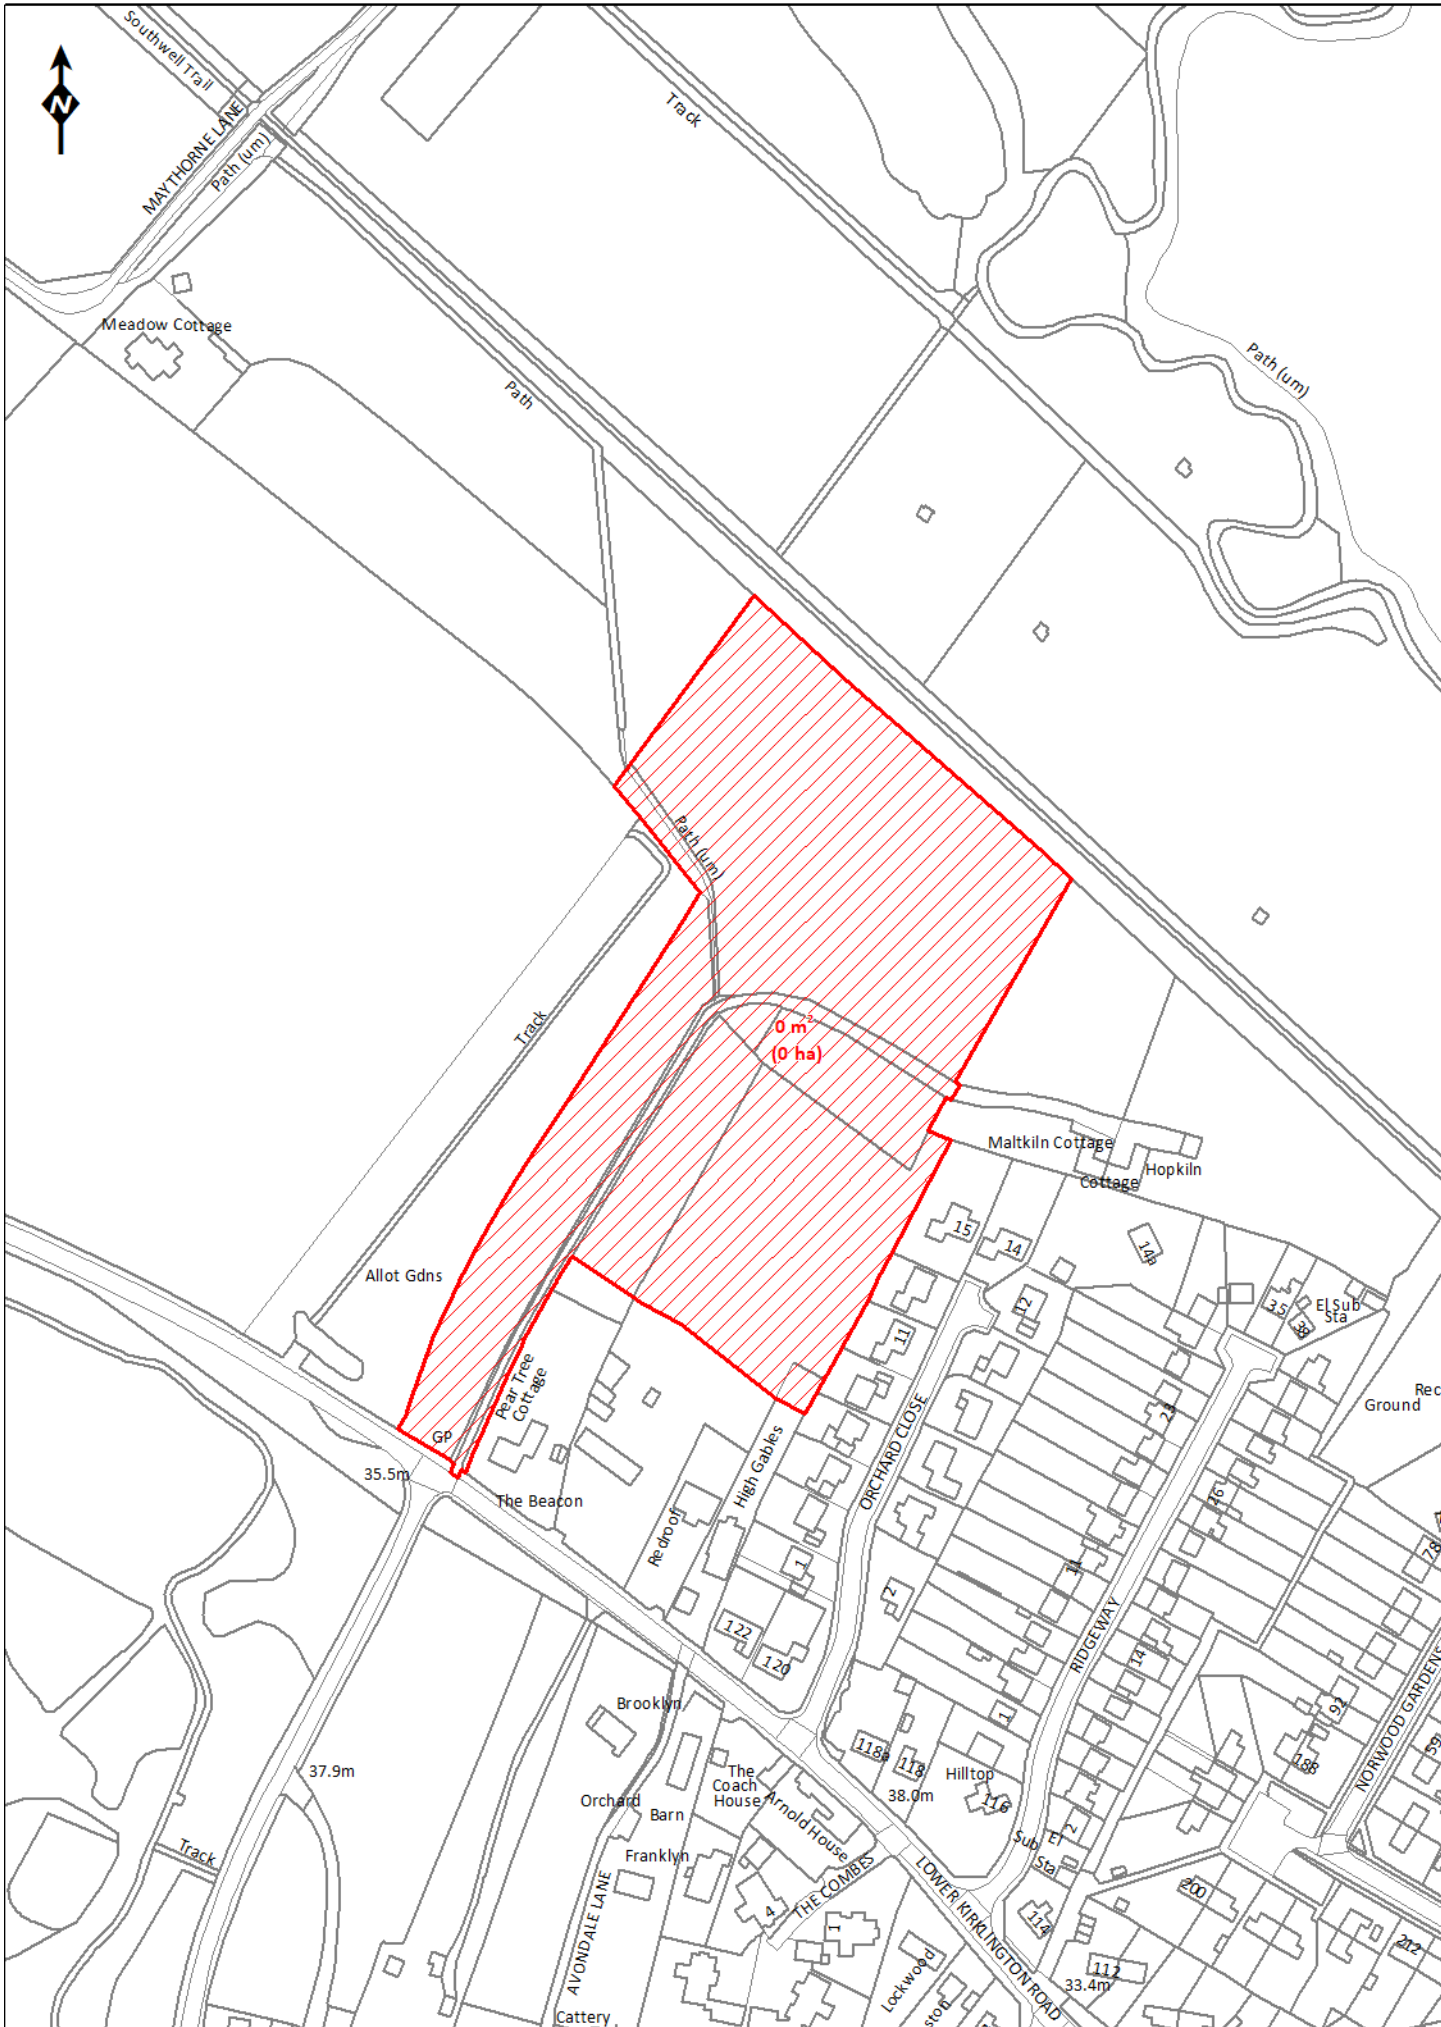 Southwell Trail
N
MAYTHORNE LANE
Path (um)
Track
Meadow Cottage
Path
Path (um)
Path (um)
Track
0 m²
(0 ha)
Maltkiln Cottage
Hopkiln
Cottage
15
14
14a
Allot Gdns
12
35
38
El Sub
Sta
11
Pear Tree
Cottage
Rec
Ground
23
GP
35.5m
ORCHARD CLOSE
High Gables
The Beacon
26
Redroof
78
1
11
2
122
120
RIDGEWAY
14
NORWOOD GARDENS
Brooklyn
92
1
59
118a
118
188
37.9m
The
Coach
House
Hilltop
38.0m
116
Orchard
Barn
Arnold House
2
El
Sub
Sta
Track
Franklyn
THE COMBES
LOWER KIRKLINGTON ROAD
200
4
1
114
212
AVONDALE LANE
112
33.4m
Lockwood
ston
Cattery